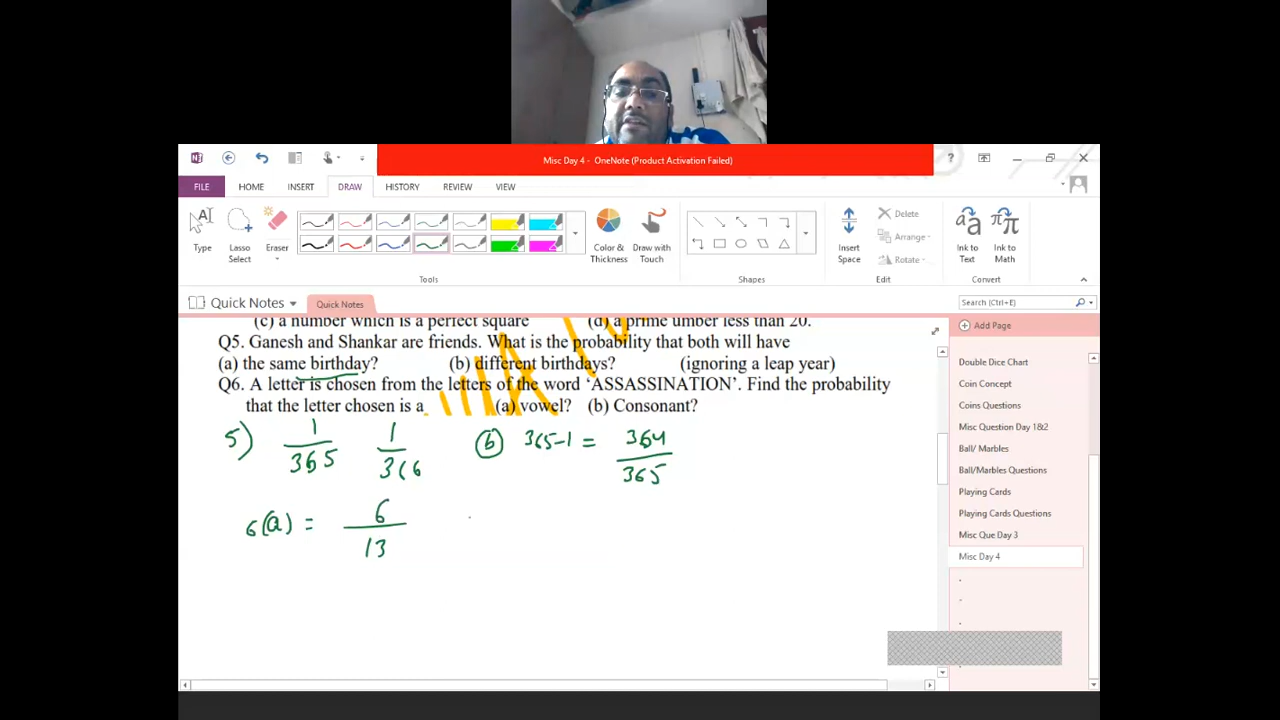 Misc Day 4 - OneNote (Product Activation Failed)
FILE HOME INSERT DRAW HISTORY REVIEW VIEW
Type
Lasso Select
Eraser
Color & Thickness
Draw with Touch
Insert Space
Delete
Arrange
Rotate
Ink to Text
Ink to Math
Tools Shapes Edit Convert
Quick Notes Quick Notes Search (Ctrl+E)
(c) a number which is a perfect square (d) a prime umber less than 20.
Q5. Ganesh and Shankar are friends. What is the probability that both will have
(a) the same birthday? (b) different birthdays? (ignoring a leap year)
Q6. A letter is chosen from the letters of the word ‘ASSASSINATION’. Find the probability
that the letter chosen is a (a) vowel? (b) Consonant?
5) 1/365 1/366 (b) 365-1 = 364/365
6(a) = 6/13
Add Page
Double Dice Chart
Coin Concept
Coins Questions
Misc Question Day 1&2
Ball/ Marbles
Ball/Marbles Questions
Playing Cards
Playing Cards Questions
Misc Que Day 3
Misc Day 4